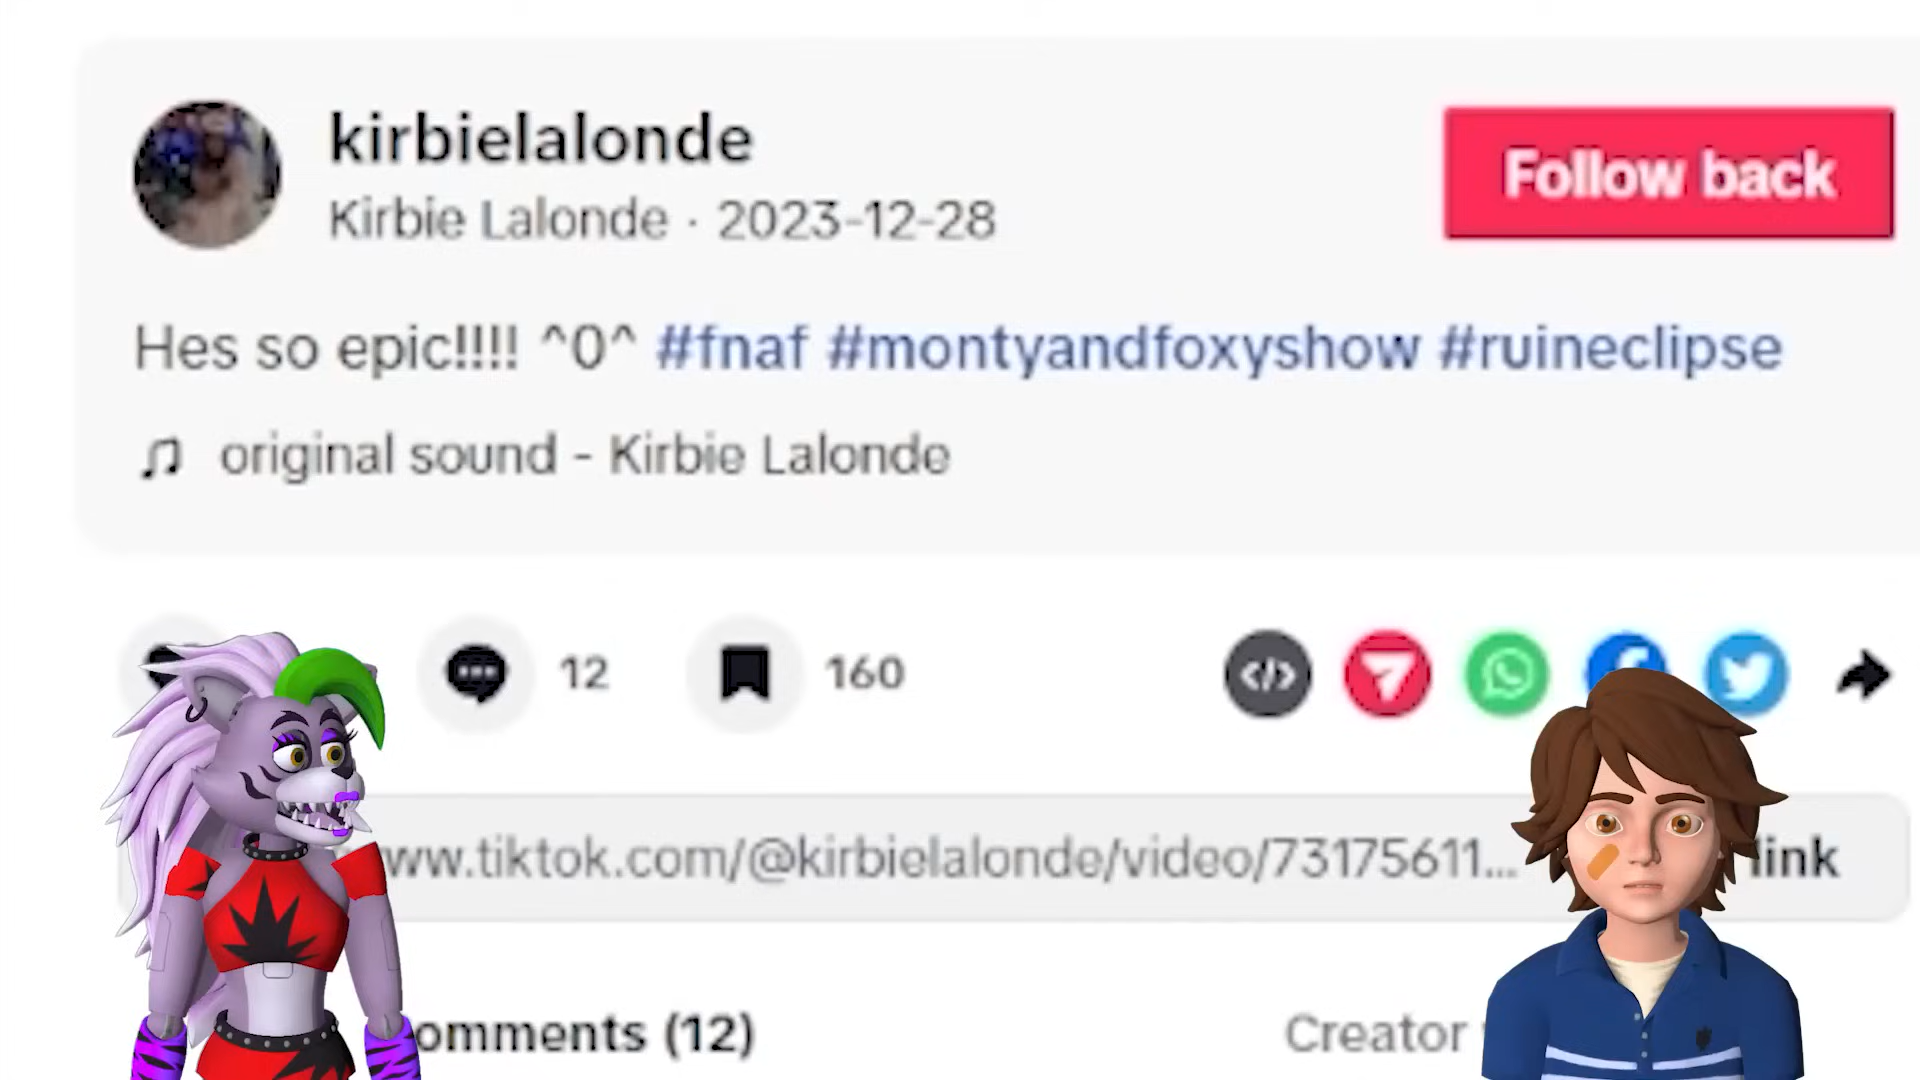 kirbielalonde
Kirbie Lalonde · 2023-12-28
Follow back
Hes so epic!!!! ^0^ #fnaf #montyandfoxyshow #ruineclipse
original sound - Kirbie Lalonde
12
160
ww.tiktok.com/@kirbielalonde/video/73175611...
link
omments (12)
Creator